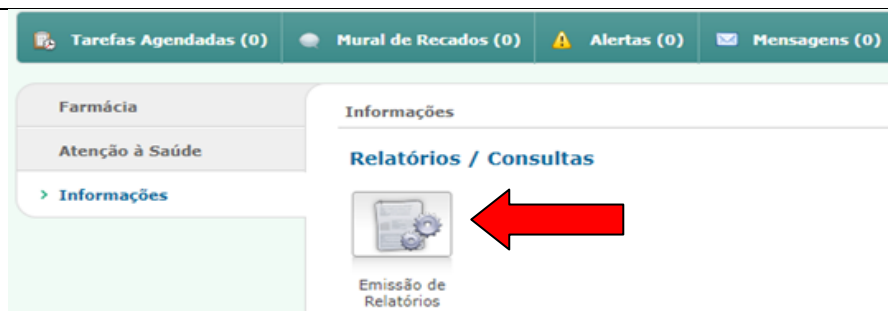 Tarefas Agendadas (0) Mural de Recados (0) Alertas (0) Mensagens (0)
Farmácia
Atenção à Saúde
> Informações
Informações
Relatórios / Consultas
Emissão de
Relatórios